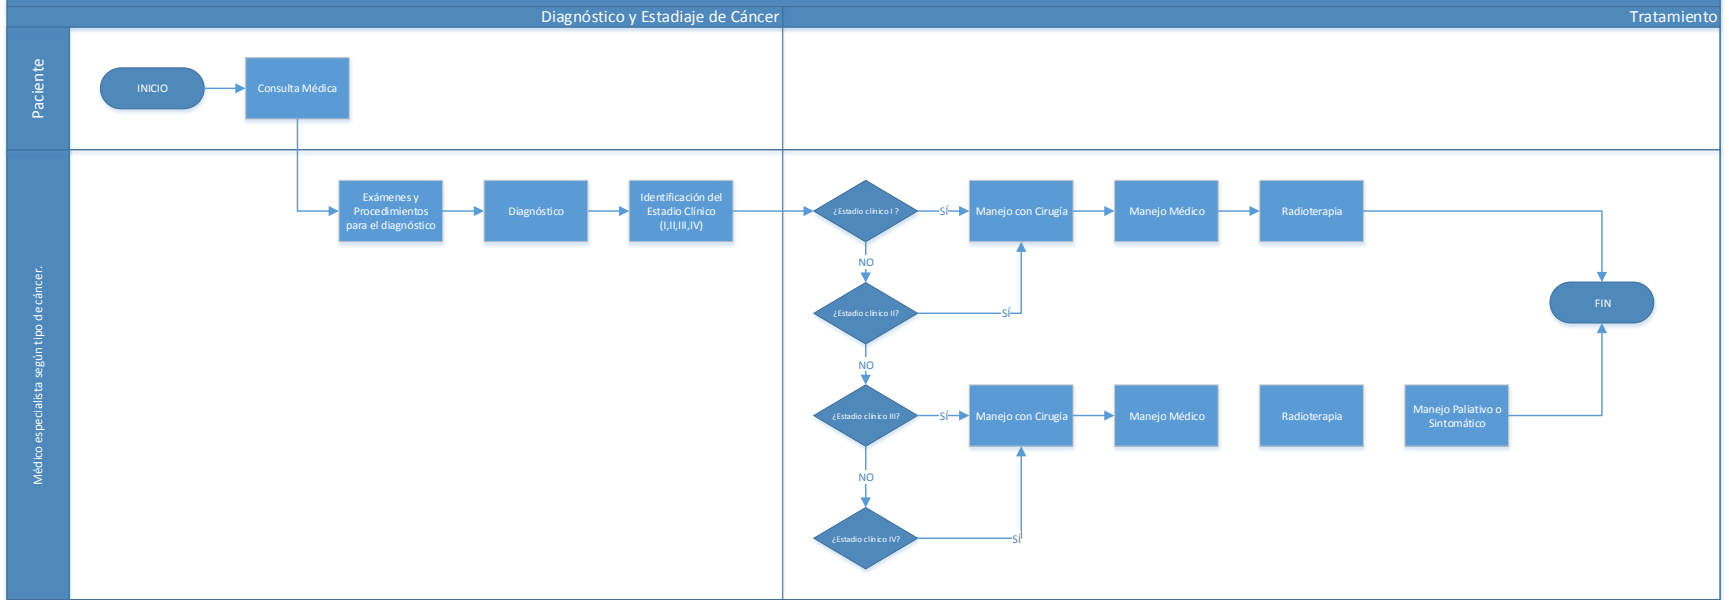 Diagnóstico y Estadiaje de Cáncer
Tratamiento
Paciente
INICIO
Consulta Médica
Médico especialista según tipo de cáncer.
Exámenes y
Procedimientos
para el diagnóstico
Diagnóstico
Identificación del
Estadio Clínico
(I,II,III,IV)
¿Estadio clínico I ?
SÍ
Manejo con Cirugía
Manejo Médico
Radioterapia
NO
¿Estadio clínico II?
SÍ
FIN
NO
¿Estadio clínico III?
SÍ
Manejo con Cirugía
Manejo Médico
Radioterapia
Manejo Paliativo o
Sintomático
NO
¿Estadio clínico IV?
SÍ